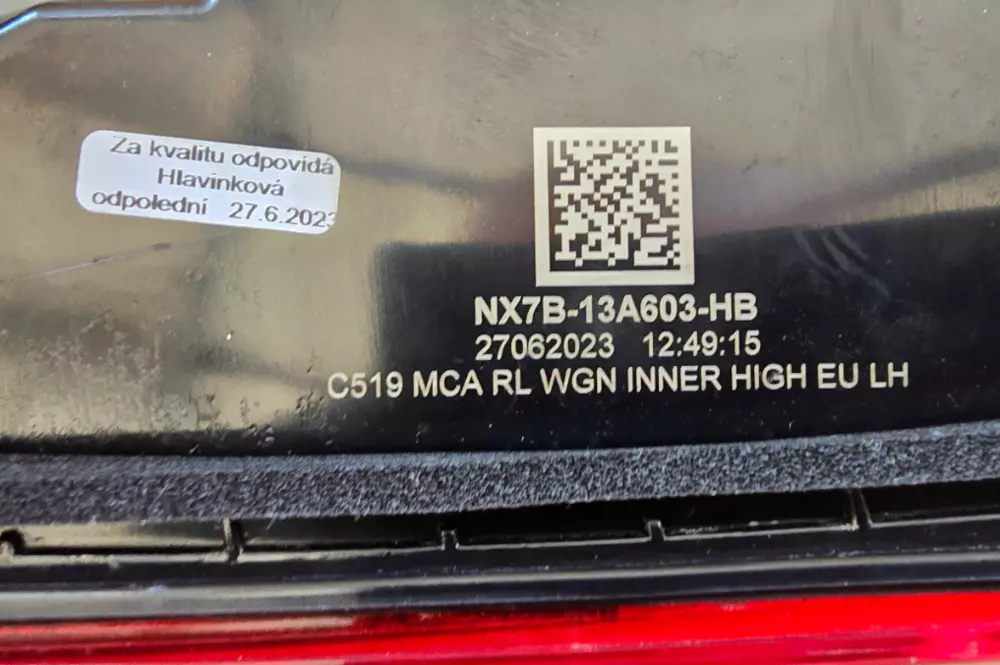 Za kvalitu odpovídá
Hlavinková
odpolední 27.6.2023
NX7B-13A603-HB
27062023 12:49:15
C519 MCA RL WGN INNER HIGH EU LH